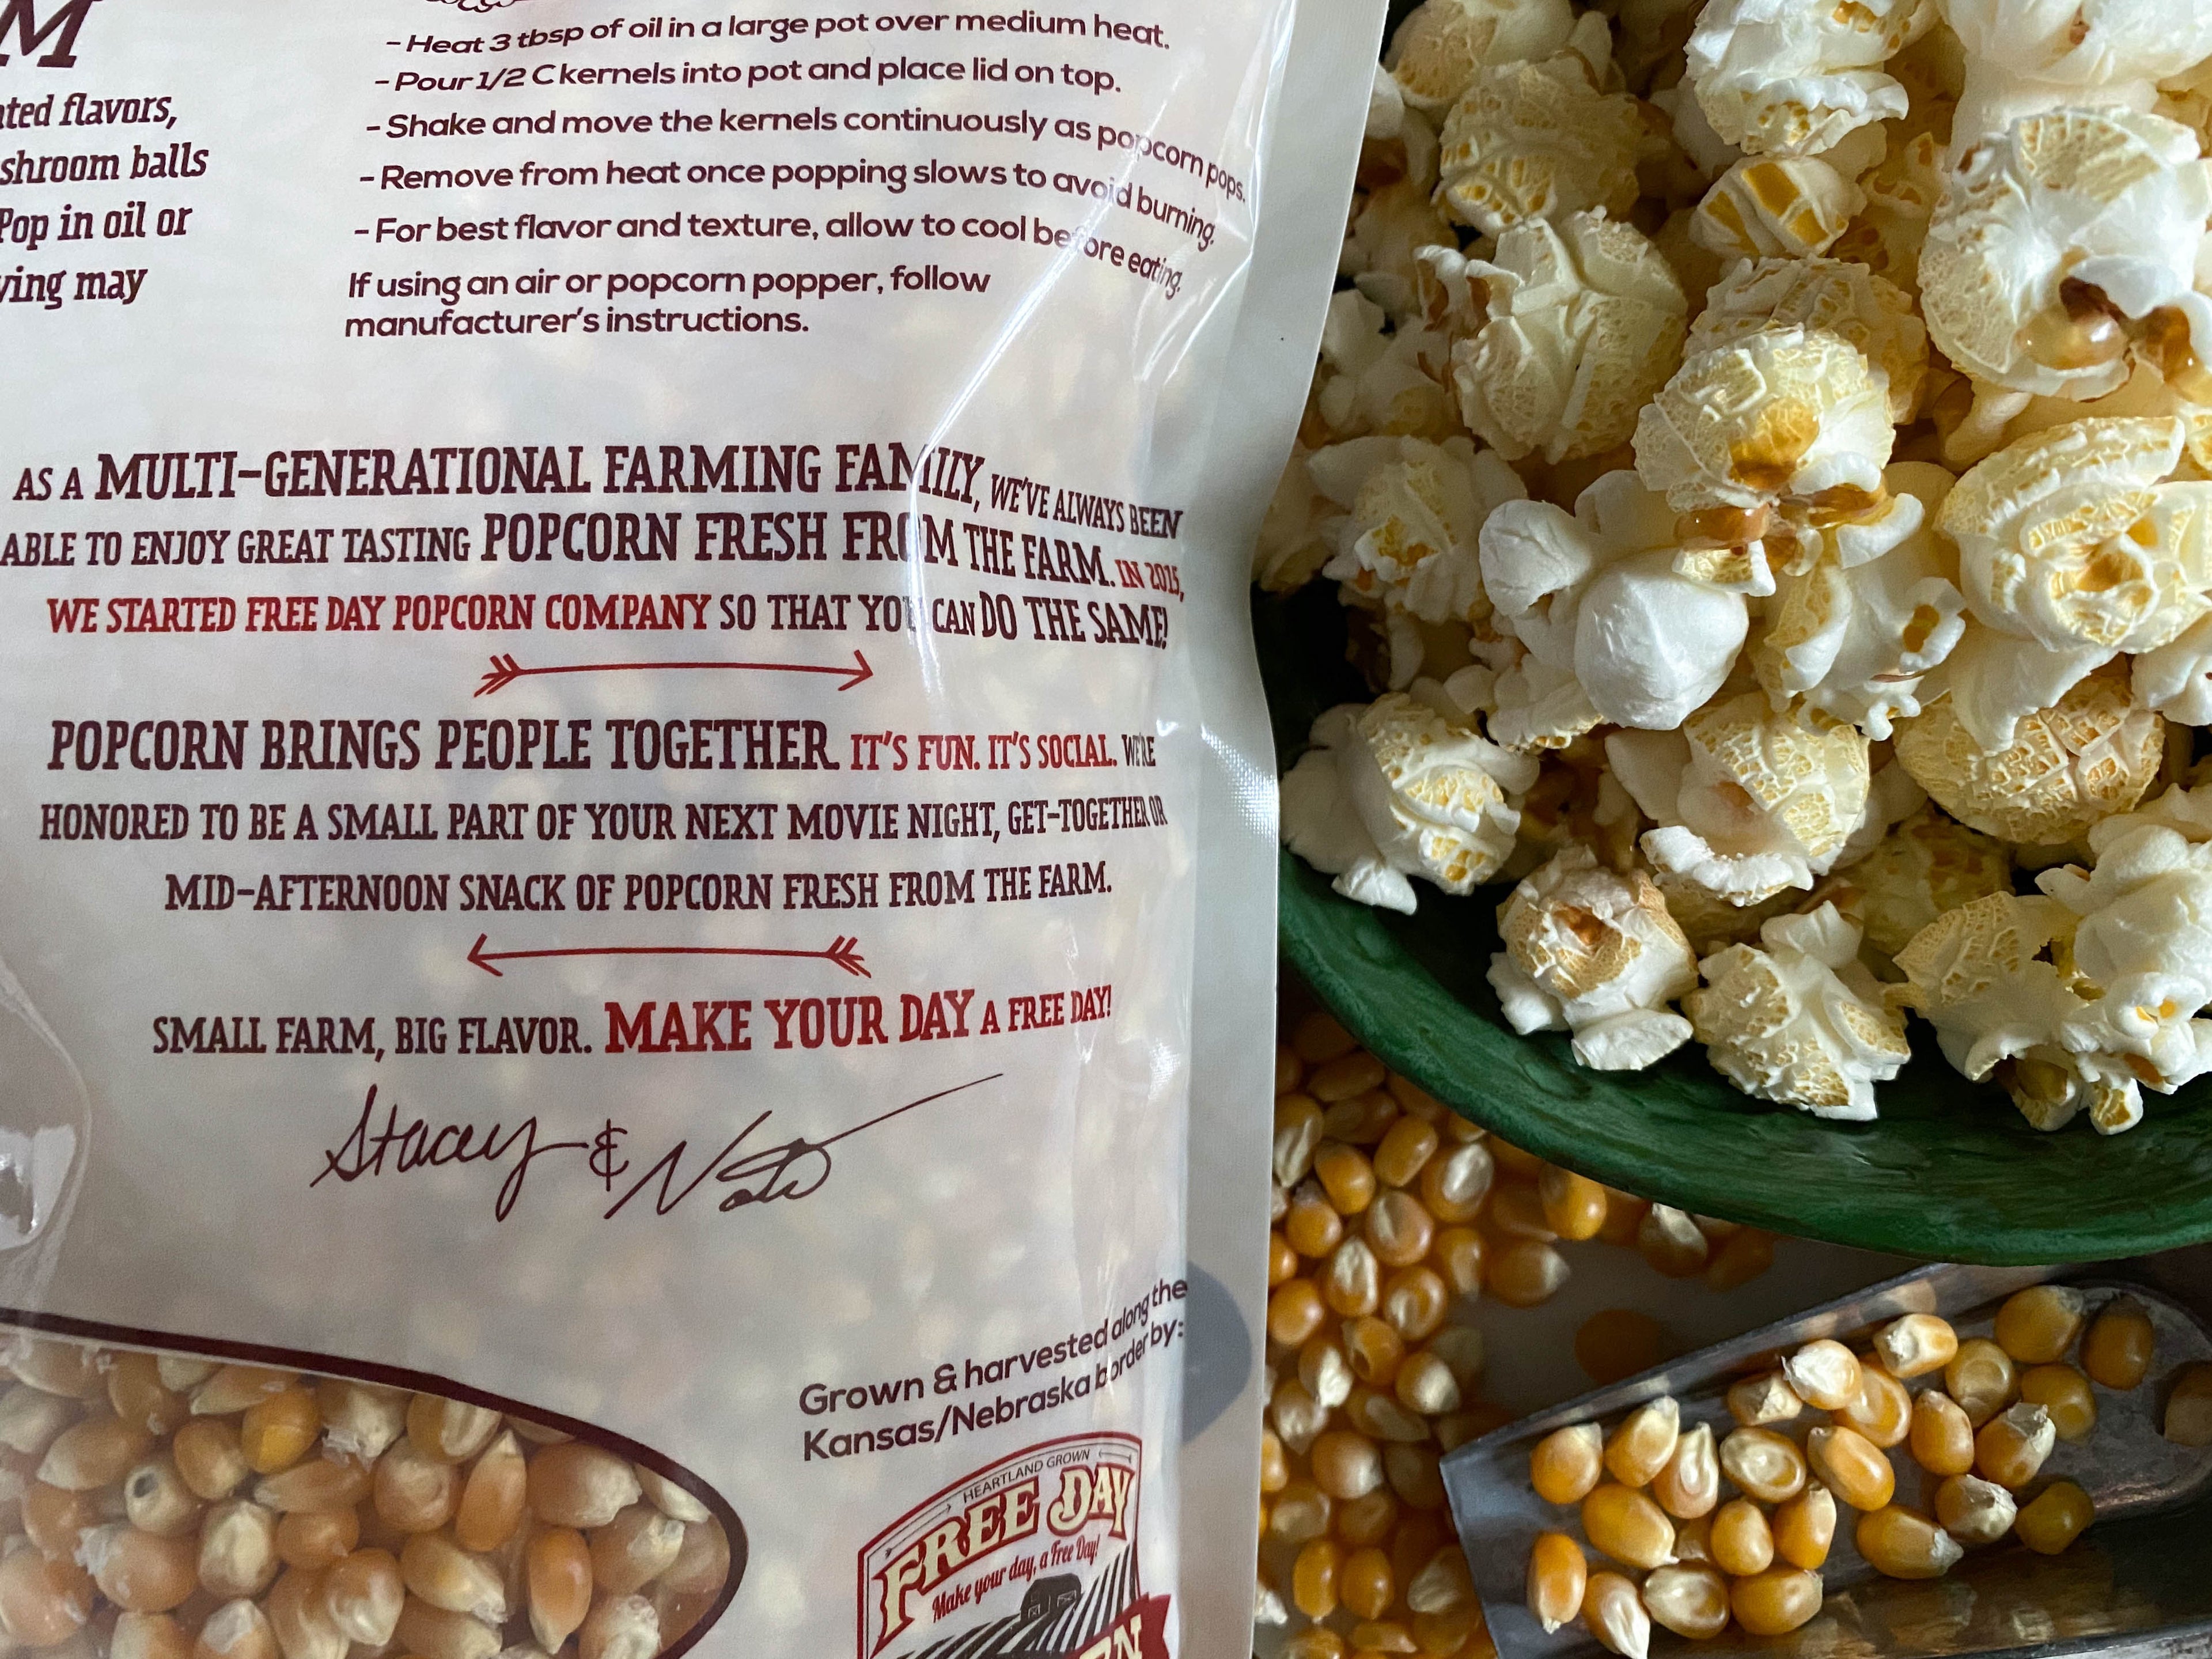 M
ated flavors,
shroom balls
Pop in oil or
ving may
- Heat 3 tbsp of oil in a large pot over medium heat.
- Pour 1/2 C kernels into pot and place lid on top.
- Shake and move the kernels continuously as popcorn pops.
- Remove from heat once popping slows to avoid burning.
- For best flavor and texture, allow to cool before eating.
If using an air or popcorn popper, follow
manufacturer's instructions.
AS A MULTI-GENERATIONAL FARMING FAMILY, WE'VE ALWAYS BEEN
ABLE TO ENJOY GREAT TASTING POPCORN FRESH FROM THE FARM. IN 2015,
WE STARTED FREE DAY POPCORN COMPANY SO THAT YOU CAN DO THE SAME!
POPCORN BRINGS PEOPLE TOGETHER. IT'S FUN. IT'S SOCIAL. WE'RE
HONORED TO BE A SMALL PART OF YOUR NEXT MOVIE NIGHT, GET-TOGETHER OR
MID-AFTERNOON SNACK OF POPCORN FRESH FROM THE FARM.
SMALL FARM, BIG FLAVOR. MAKE YOUR DAY A FREE DAY!
Stacey & Nate
Grown & harvested along the
Kansas/Nebraska border by:
HEARTLAND GROWN
FREE DAY
Make your day, a Free Day!
RN